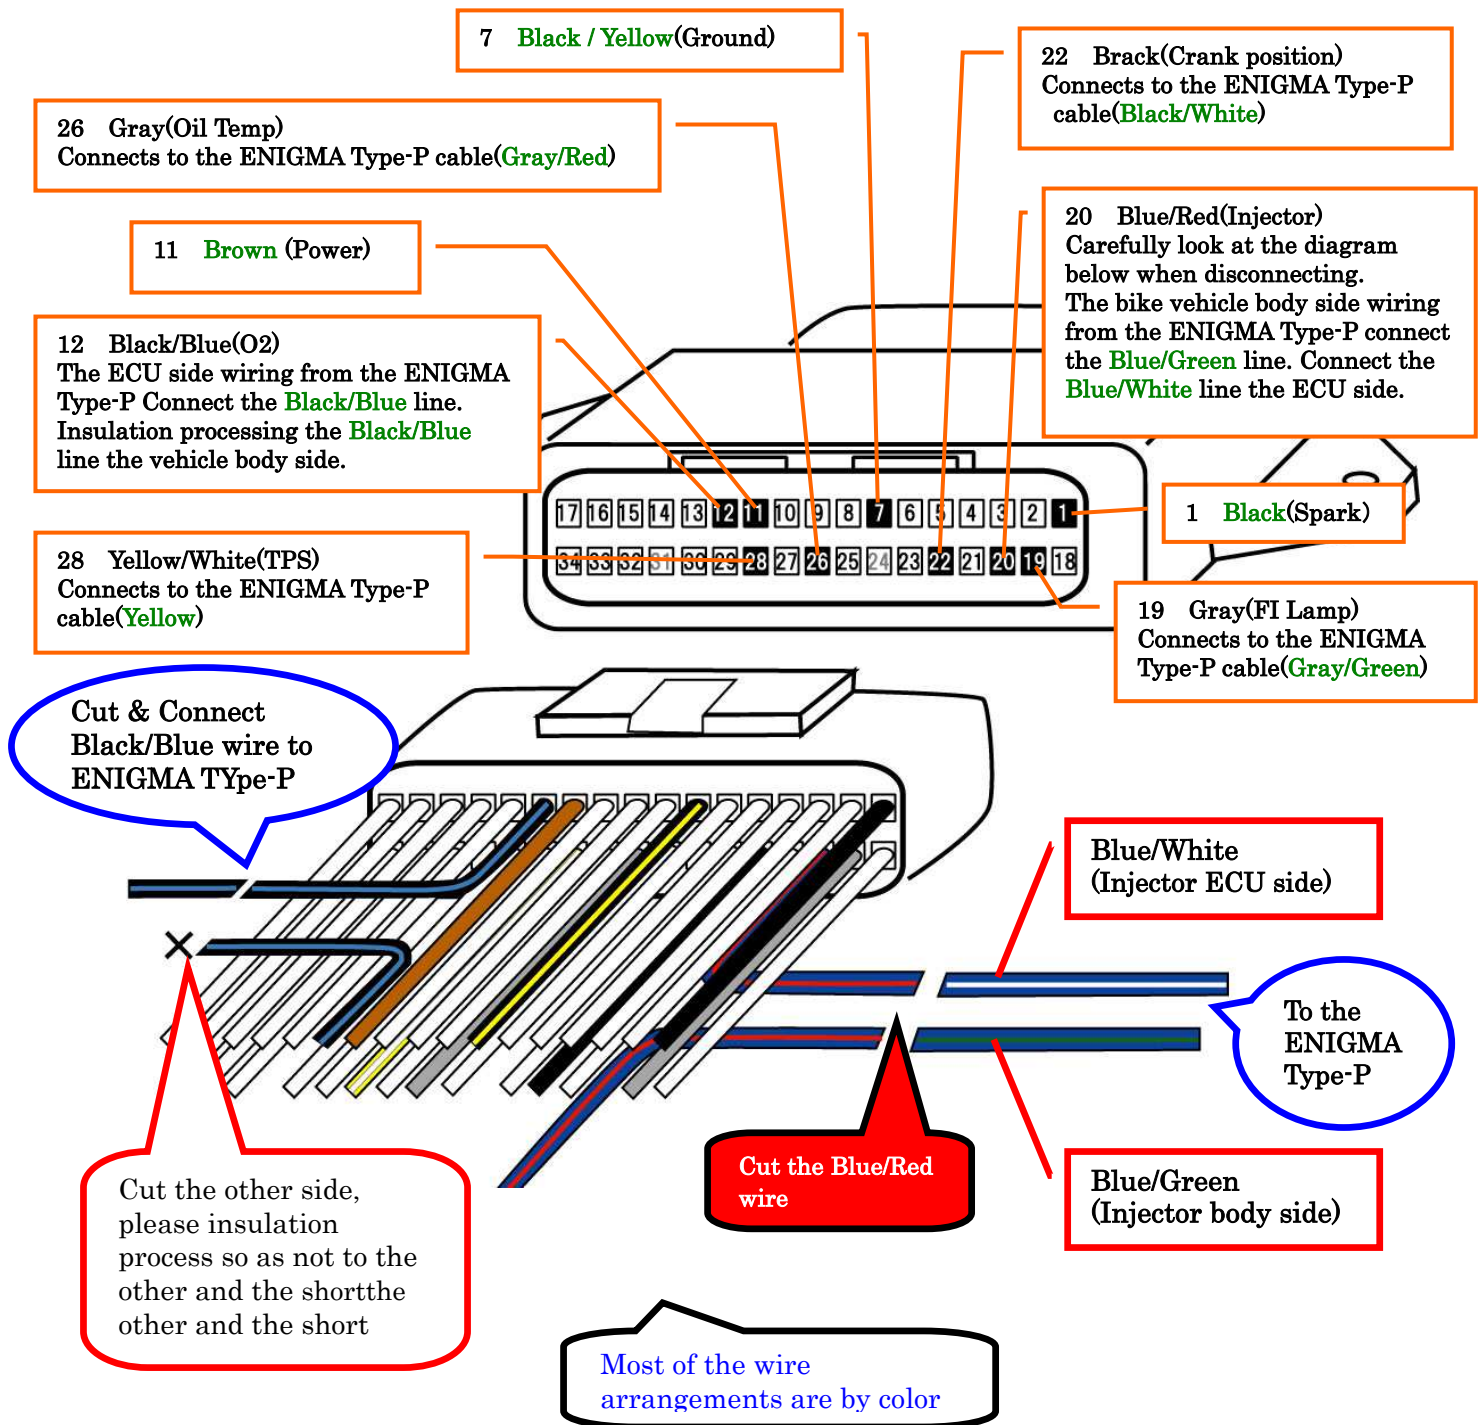 7 Black / Yellow(Ground)
22 Brack(Crank position)
Connects to the ENIGMA Type-P
cable(Black/White)
26 Gray(Oil Temp)
Connects to the ENIGMA Type-P cable(Gray/Red)
20 Blue/Red(Injector)
Carefully look at the diagram
below when disconnecting.
The bike vehicle body side wiring
from the ENIGMA Type-P connect
the Blue/Green line. Connect the
Blue/White line the ECU side.
11 Brown (Power)
12 Black/Blue(O2)
The ECU side wiring from the ENIGMA
Type-P Connect the Black/Blue line.
Insulation processing the Black/Blue
line the vehicle body side.
17 16 15 14 13 12 11 10 9 8 7 6 5 4 3 2 1
1 Black(Spark)
34 33 32 31 30 29 28 27 26 25 24 23 22 21 20 19 18
28 Yellow/White(TPS)
Connects to the ENIGMA Type-P
cable(Yellow)
19 Gray(FI Lamp)
Connects to the ENIGMA
Type-P cable(Gray/Green)
Cut & Connect
Black/Blue wire to
ENIGMA TYpe-P
Blue/White
(Injector ECU side)
To the
ENIGMA
Type-P
Cut the Blue/Red
wire
Blue/Green
(Injector body side)
Cut the other side,
please insulation
process so as not to the
other and the shortthe
other and the short
Most of the wire
arrangements are by color